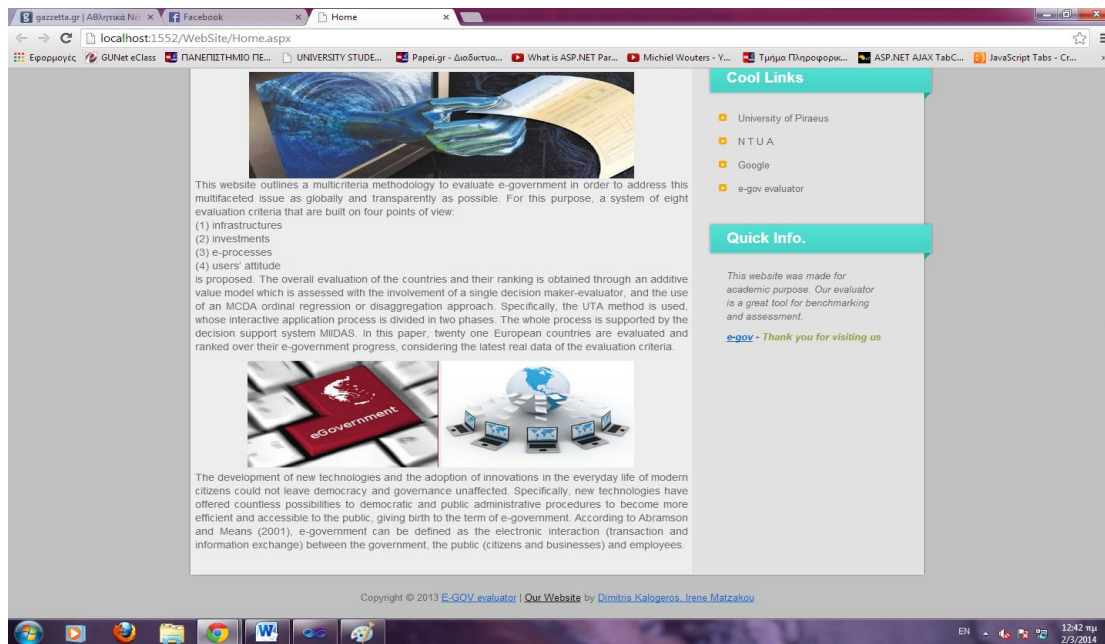 gazzetta.gr | Αθλητικά Νέ
Facebook
Home
localhost:1552/WebSite/Home.aspx
Εφαρμογές
GUNet eClass
ΠΑΝΕΠΙΣΤΗΜΙΟ ΠΕ...
UNIVERSITY STUDE...
Papei.gr - Διαδικτυο...
What is ASP.NET Par...
Michiel Wouters - Y...
Τμήμα Πληροφορικ...
ASP.NET AJAX TabC...
JavaScript Tabs - Cr...
This website outlines a multicriteria methodology to evaluate e-government in order to address this
multifaceted issue as globally and transparently as possible. For this purpose, a system of eight
evaluation criteria that are built on four points of view:
(1) infrastructures
(2) investments
(3) e-processes
(4) users' attitude
is proposed. The overall evaluation of the countries and their ranking is obtained through an additive
value model which is assessed with the involvement of a single decision maker-evaluator, and the use
of an MCDA ordinal regression or disaggregation approach. Specifically, the UTA method is used,
whose interactive application process is divided in two phases. The whole process is supported by the
decision support system MIIDAS. In this paper, twenty one European countries are evaluated and
ranked over their e-government progress, considering the latest real data of the evaluation criteria.
eGovernment
The development of new technologies and the adoption of innovations in the everyday life of modern
citizens could not leave democracy and governance unaffected. Specifically, new technologies have
offered countless possibilities to democratic and public administrative procedures to become more
efficient and accessible to the public, giving birth to the term of e-government. According to Abramson
and Means (2001), e-government can be defined as the electronic interaction (transaction and
information exchange) between the government, the public (citizens and businesses) and employees.
Cool Links
University of Piraeus
N T U A
Google
e-gov evaluator
Quick Info.
This website was made for
academic purpose. Our evaluator
is a great tool for benchmarking
and assessment.
e-gov - Thank you for visiting us
Copyright © 2013 E-GOV evaluator | Our Website by Dimitris Kalogeros, Irene Matzakou
EN
12:42 πμ
2/3/2014